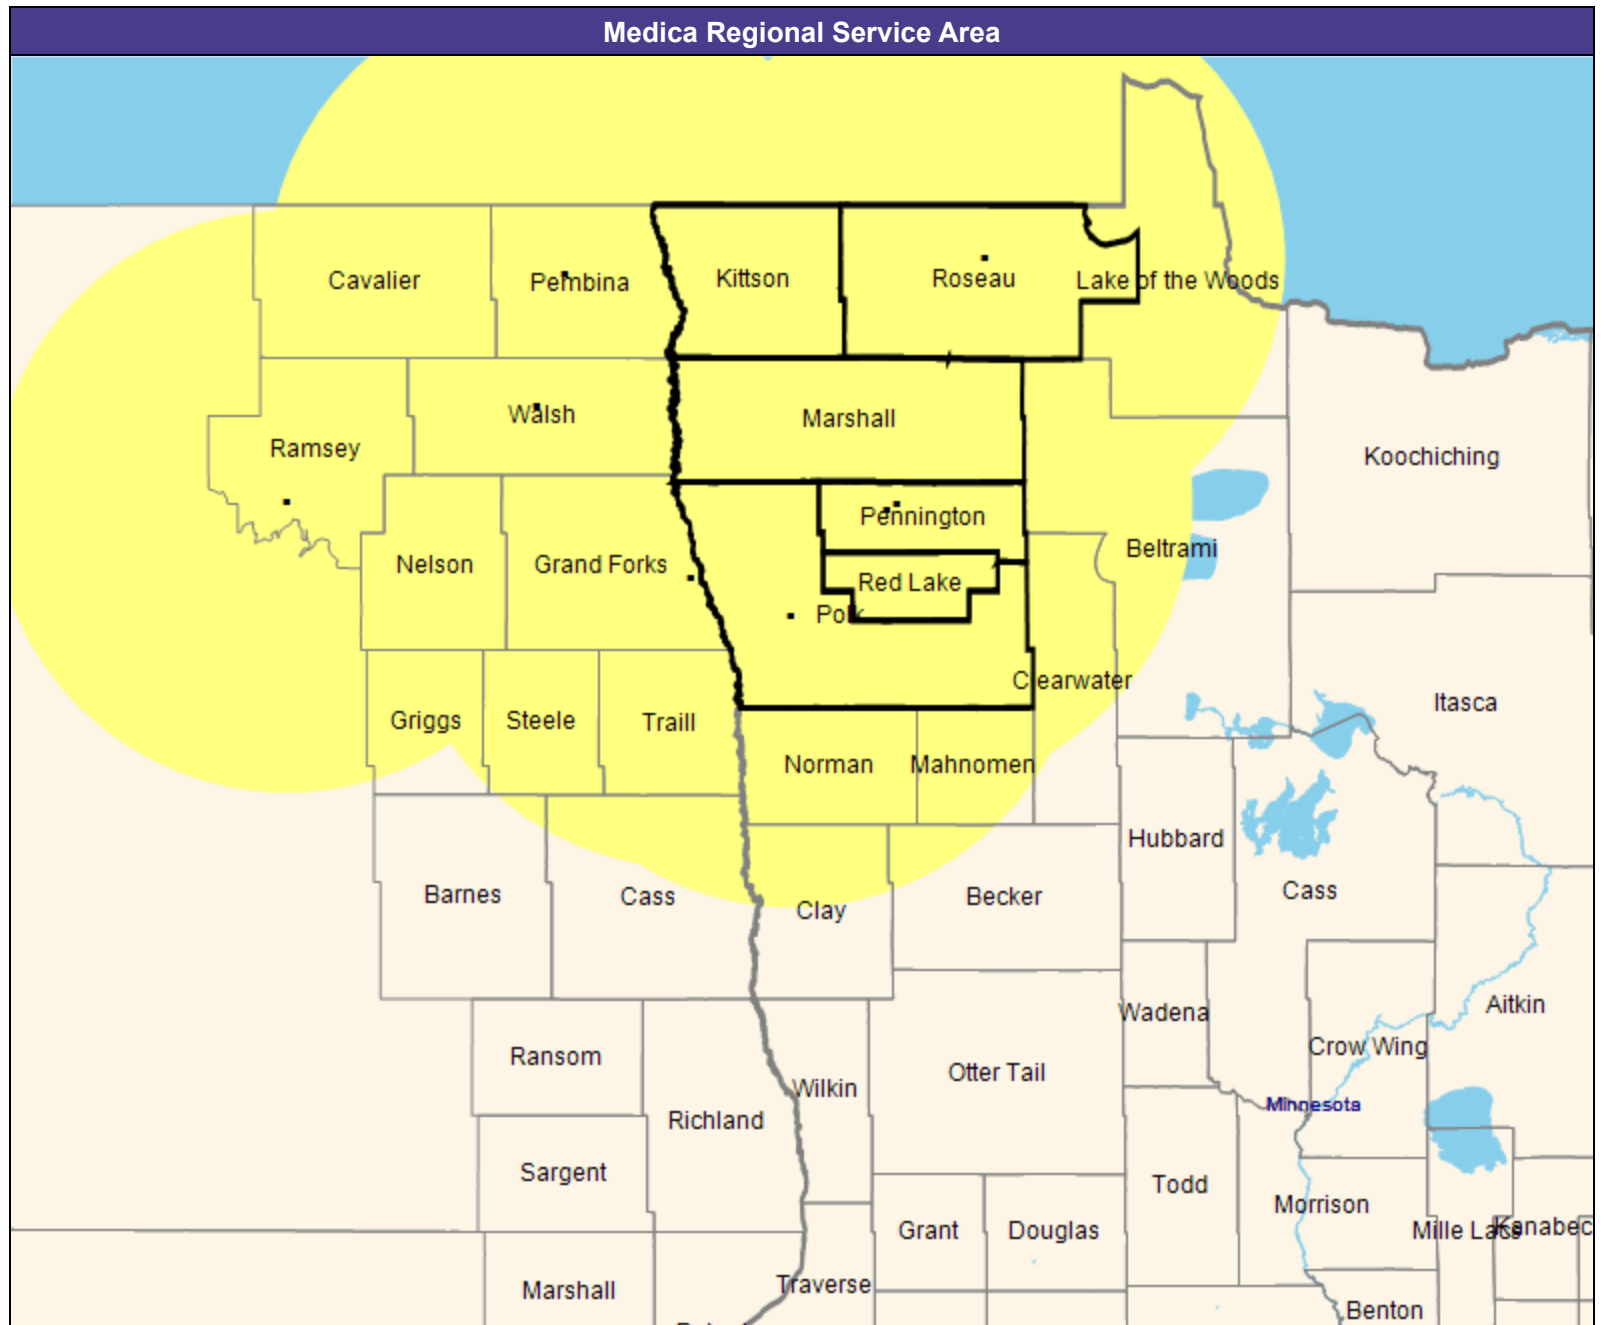 Medica Regional Service Area
Cavalier
Pembina
Kittson
Roseau
Lake of the Woods
Walsh
Marshall
Ramsey
Koochiching
Pennington
Beltrami
Nelson
Grand Forks
Red Lake
Polk
Clearwater
Itasca
Griggs
Steele
Traill
Norman
Mahnomen
Hubbard
Barnes
Cass
Clay
Becker
Cass
Aitkin
Wadena
Crow Wing
Ransom
Otter Tail
Wilkin
Minnesota
Richland
Sargent
Todd
Morrison
Grant
Douglas
Mille Lacs
Kanabec
Marshall
Traverse
Benton